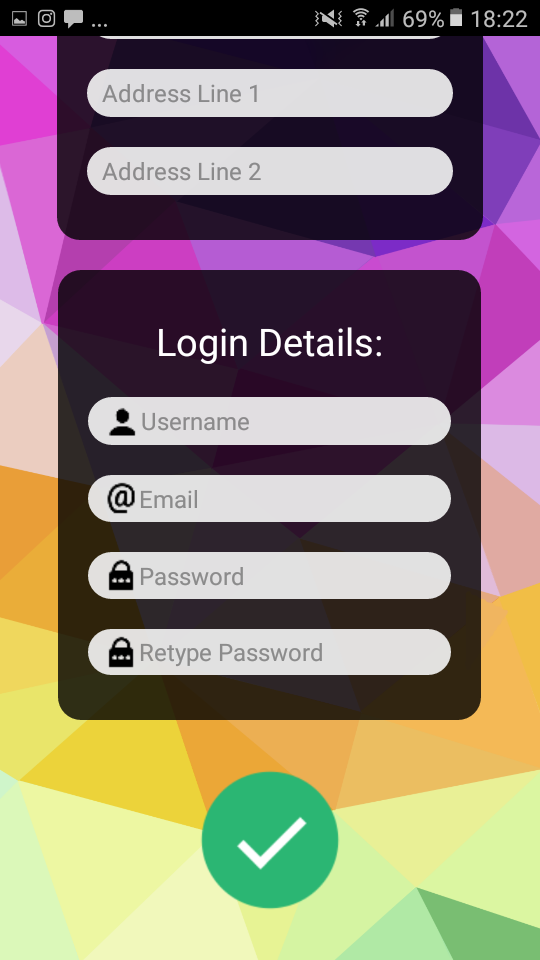 ... 69% 18:22
Address Line 1
Address Line 2
Login Details:
Username
Email
Password
Retype Password